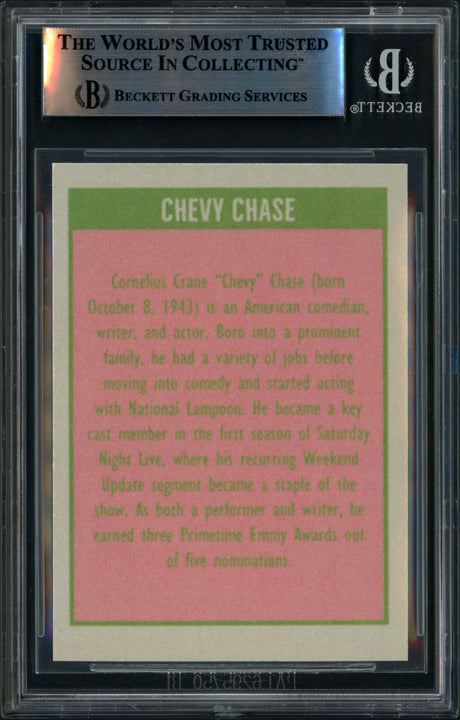 THE WORLD'S MOST TRUSTED
SOURCE IN COLLECTING™
B BECKETT GRADING SERVICES
B
BECKETT®
CHEVY CHASE
Cornelius Crane "Chevy" Chase (born
October 8, 1943) is an American comedian,
writer, and actor. Born into a prominent
family, he had a variety of jobs before
moving into comedy and started acting
with National Lampoon. He became a key
cast member in the first season of Saturday
Night Live, where his recurring Weekend
Update segment became a staple of the
show. As both a performer and writer, he
earned three Primetime Emmy Awards out
of five nominations.